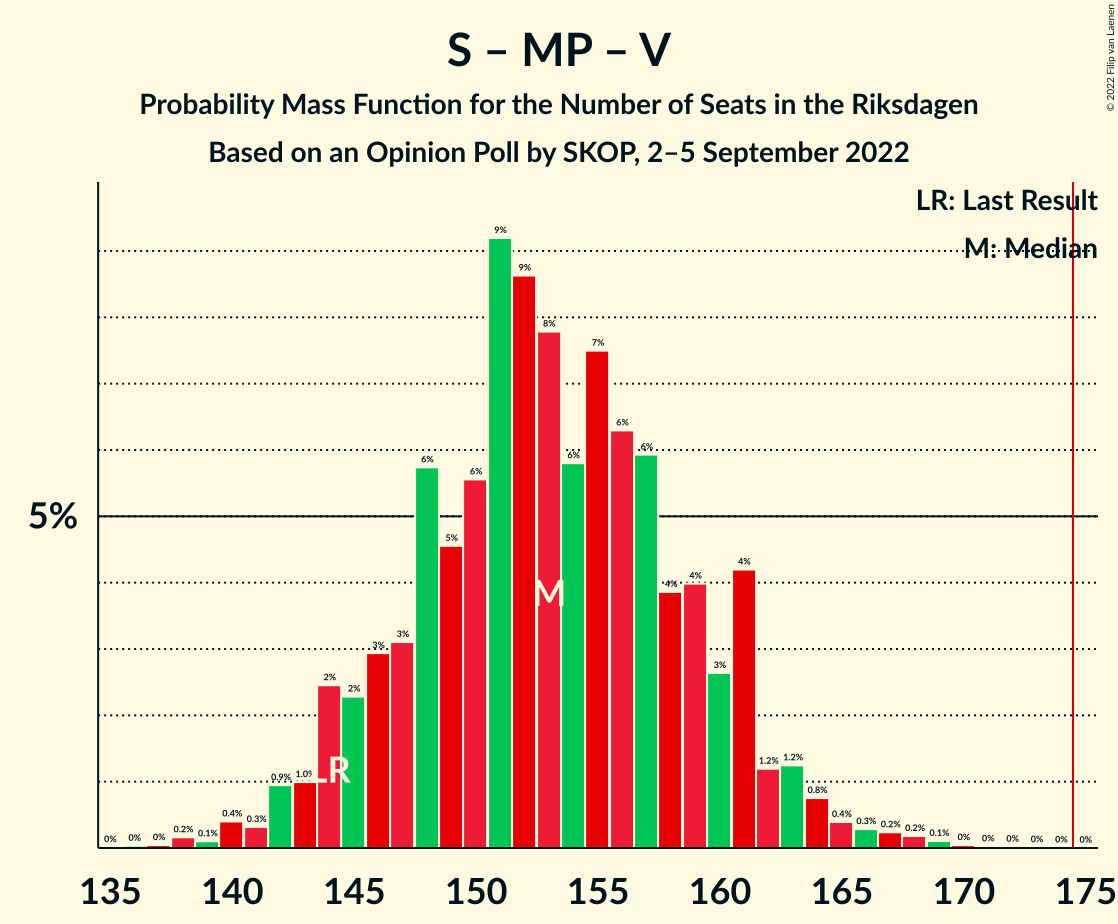 S – MP – V
Probability Mass Function for the Number of Seats in the Riksdagen
Based on an Opinion Poll by SKOP, 2–5 September 2022
© 2022 Filip van Laenen
LR: Last Result
M: Median
5%
0% 0% 0% 0.2% 0.1% 0.4% 0.3% 0.9% 1.0% 2% 2% 3% 3% 6% 5% 6% 9% 9% 8% 6% 7% 6% 6% 4% 4% 3% 4% 1.2% 1.2% 0.8% 0.4% 0.3% 0.2% 0.2% 0.1% 0% 0% 0% 0% 0% 0%
M
LR
135 140 145 150 155 160 165 170 175